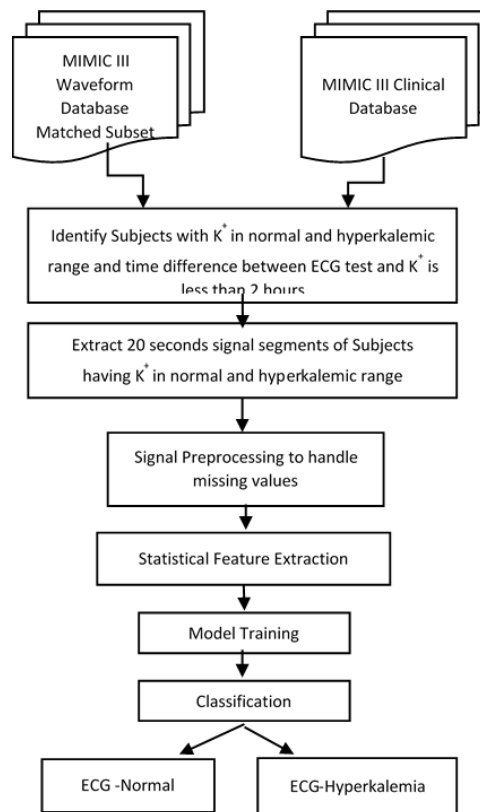 MIMIC III
Waveform
Database
Matched Subset
MIMIC III Clinical
Database
Identify Subjects with K⁺ in normal and hyperkalemic
range and time difference between ECG test and K⁺ is
less than 2 hours
Extract 20 seconds signal segments of Subjects
having K⁺ in normal and hyperkalemic range
Signal Preprocessing to handle
missing values
Statistical Feature Extraction
Model Training
Classification
ECG -Normal
ECG-Hyperkalemia